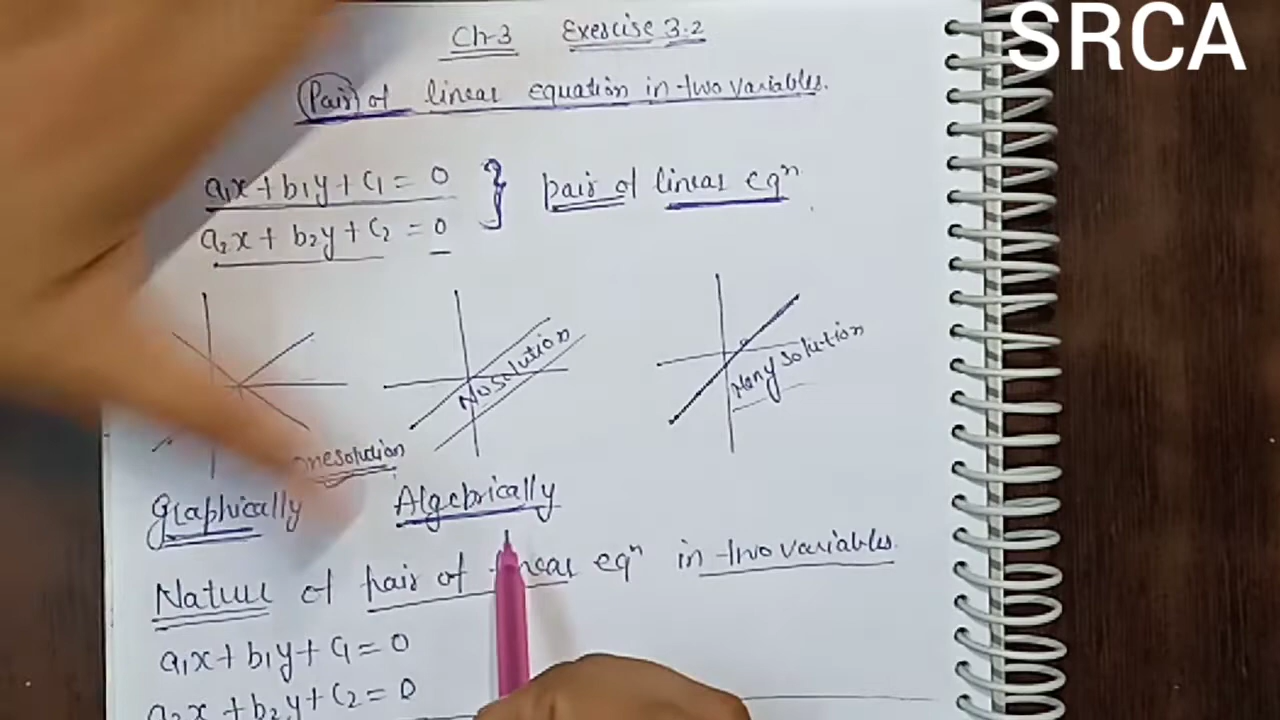 SRCA
Ch-3 Exercise 3.2
Pair of linear equation in two variables.
a₁x + b₁y + c₁ = 0 } pair of linear eqⁿ
a₂x + b₂y + c₂ = 0
No solution
Many solution
onesolution
Graphically Algebrically
Nature of pair of linear eqⁿ in two variables.
a₁x + b₁y + c₁ = 0
a₂x + b₂y + c₂ = 0